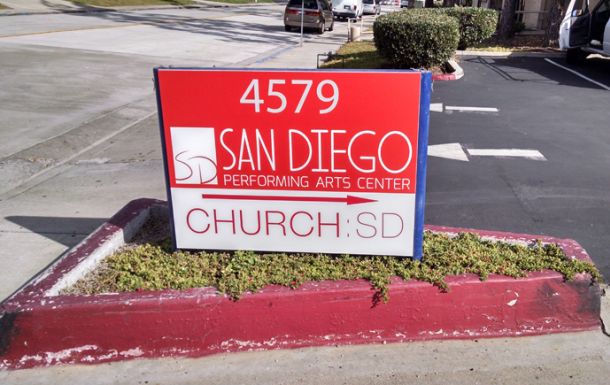 4579
SD
SAN DIEGO
PERFORMING ARTS CENTER
CHURCH:SD